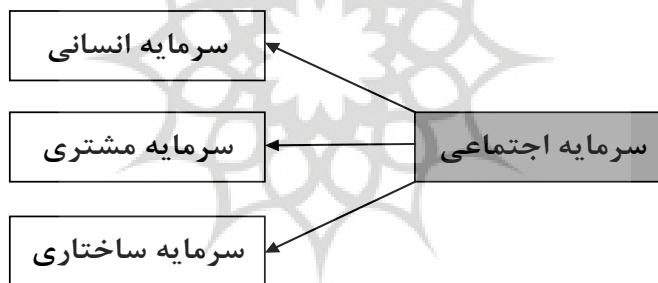 سرمایه انسانی
سرمایه مشتری
سرمایه اجتماعی
سرمایه ساختاری